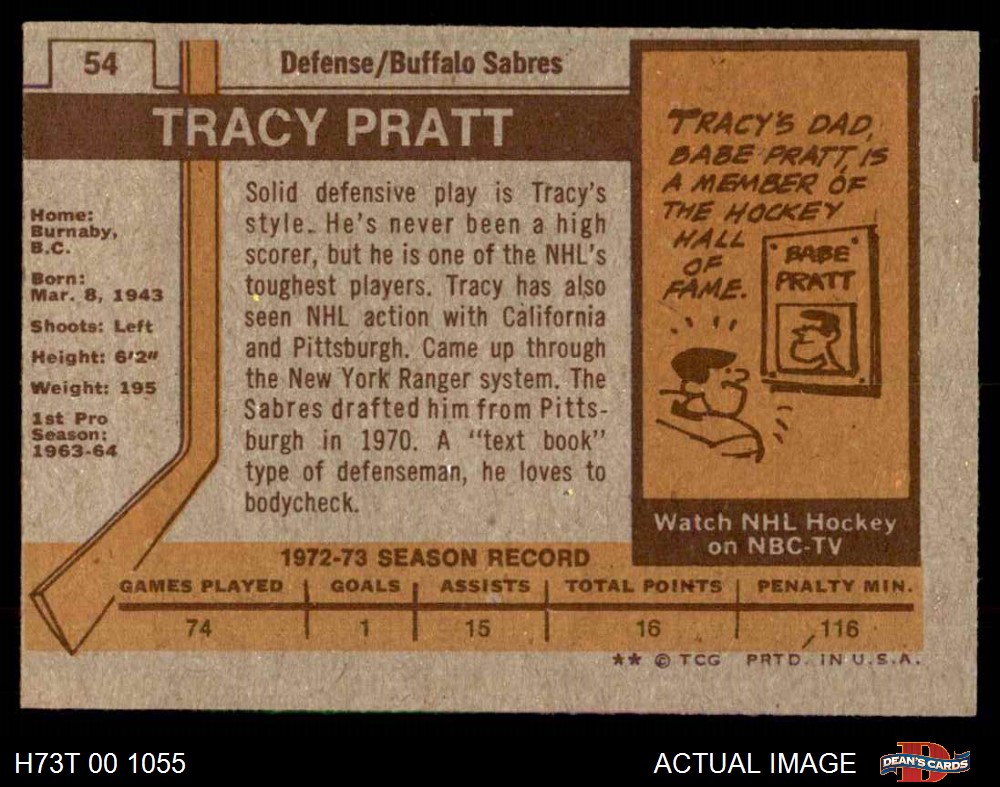 54
Defense/Buffalo Sabres
TRACY PRATT
Home:
Burnaby,
B.C.
Born:
Mar. 8, 1943
Shoots: Left
Height: 6'2"
Weight: 195
1st Pro
Season:
1963-64
Solid defensive play is Tracy's
style. He's never been a high
scorer, but he is one of the NHL's
toughest players. Tracy has also
seen NHL action with California
and Pittsburgh. Came up through
the New York Ranger system. The
Sabres drafted him from Pitts-
burgh in 1970. A "text book"
type of defenseman, he loves to
bodycheck.
TRACY'S DAD,
BABE PRATT, IS
A MEMBER OF
THE HOCKEY
HALL
OF
FAME.
BABE
PRATT
Watch NHL Hockey
on NBC-TV
1972-73 SEASON RECORD
GAMES PLAYED GOALS ASSISTS TOTAL POINTS PENALTY MIN.
74 1 15 16 116
** © TCG PRTD. IN U.S.A.
H73T 00 1055
ACTUAL IMAGE
DEAN'S CARDS